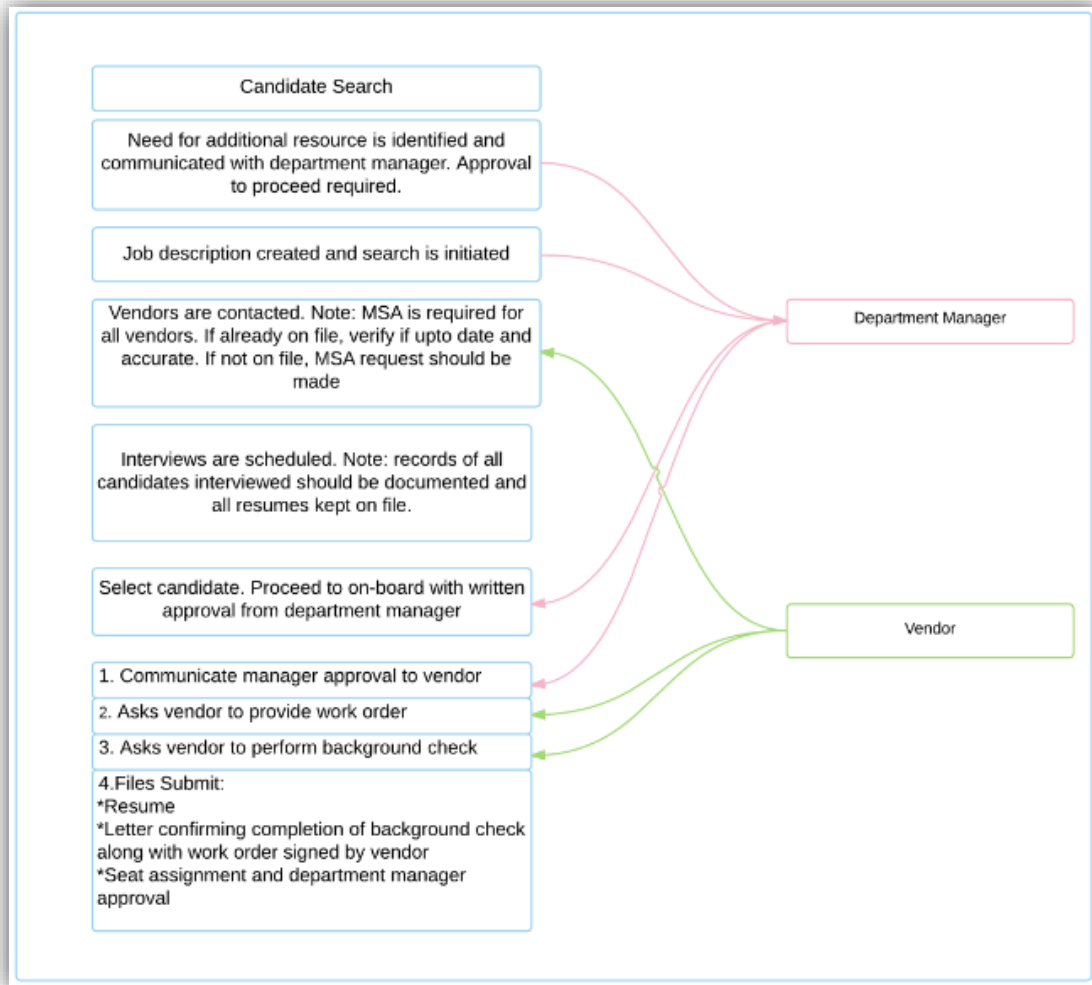 Candidate Search
Need for additional resource is identified and
communicated with department manager. Approval
to proceed required.
Job description created and search is initiated
Vendors are contacted. Note: MSA is required for
all vendors. If already on file, verify if upto date and
accurate. If not on file, MSA request should be
made
Department Manager
Interviews are scheduled. Note: records of all
candidates interviewed should be documented and
all resumes kept on file.
Select candidate. Proceed to on-board with written
approval from department manager
Vendor
1. Communicate manager approval to vendor
2. Asks vendor to provide work order
3. Asks vendor to perform background check
4.Files Submit:
*Resume
*Letter confirming completion of background check
along with work order signed by vendor
*Seat assignment and department manager
approval